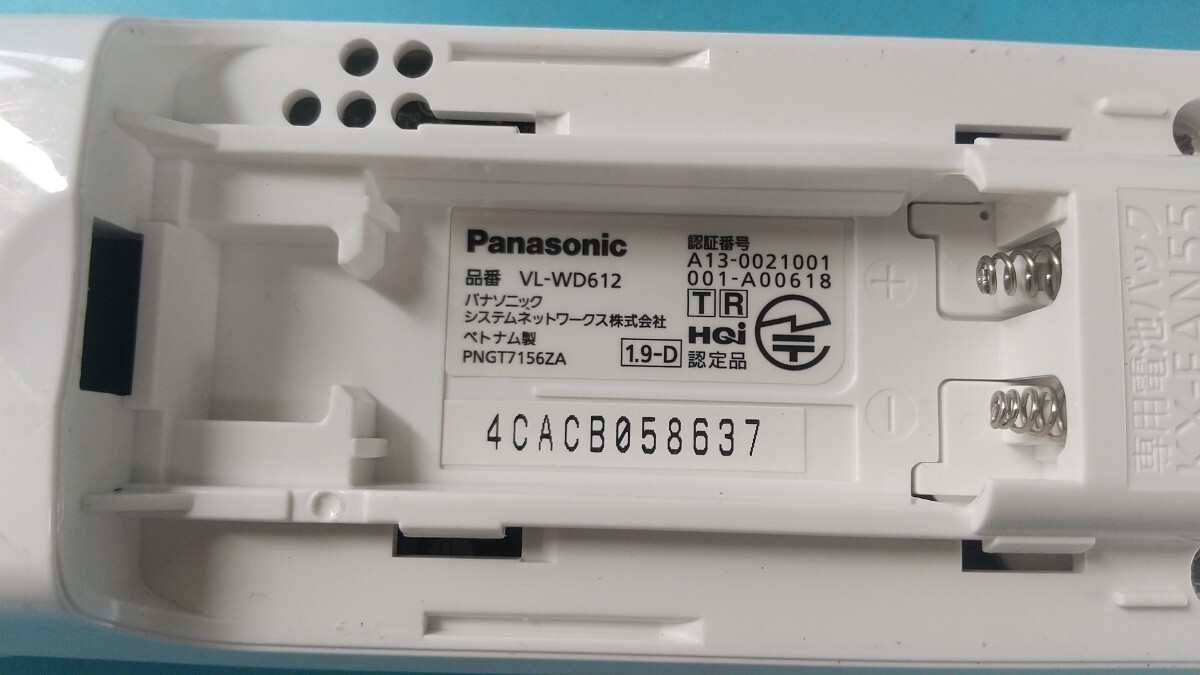 Panasonic
品番 VL-WD612
パナソニック
システムネットワークス株式会社
ベトナム製
PNGT7156ZA
1.9-D
認証番号
A13-0021001
001-A00618
T R
HQi
認定品
4CACB058637
+
-
専用電池パック
KX-FAN55